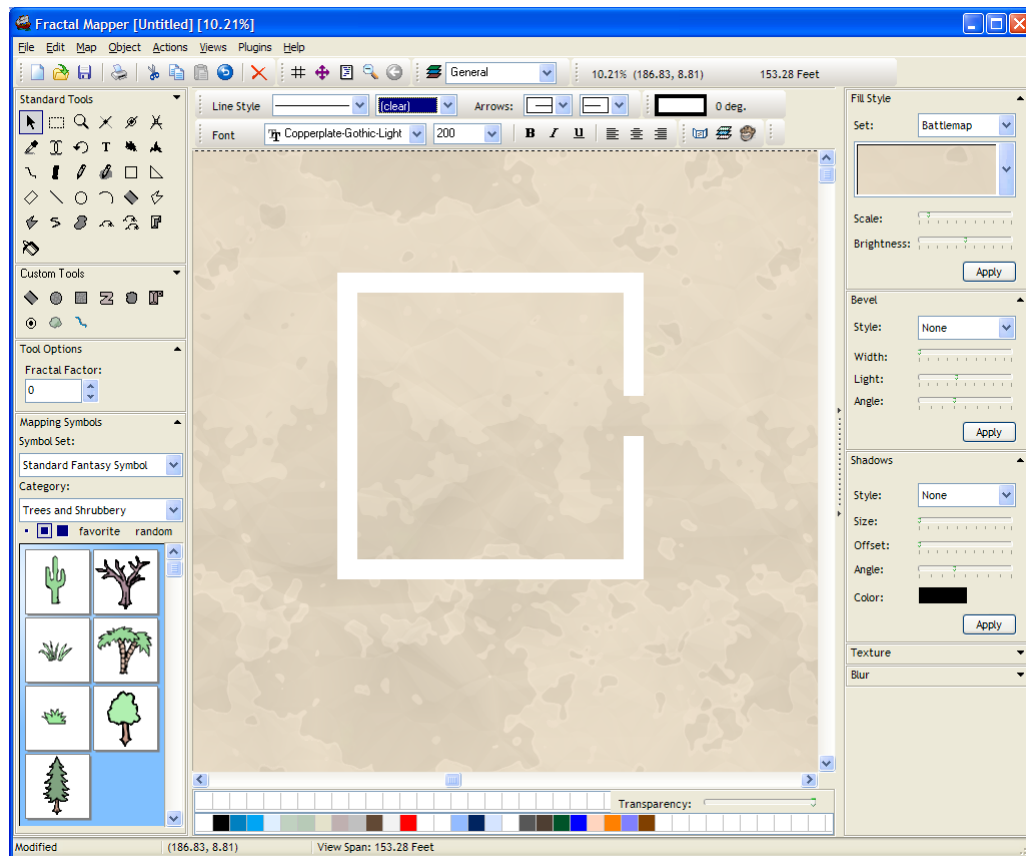 Fractal Mapper [Untitled] [10.21%]
File Edit Map Object Actions Views Plugins Help
General
10.21% (186.83, 8.81) 153.28 Feet
Standard Tools
Line Style
(clear)
Arrows:
0 deg.
Font
Copperplate-Gothic-Light
200
B I u
T
Custom Tools
Tool Options
Fractal Factor:
0
Mapping Symbols
Symbol Set:
Standard Fantasy Symbol
Category:
Trees and Shrubbery
favorite random
Fill Style
Set: Battlemap
Scale:
Brightness:
Apply
Bevel
Style: None
Width:
Light:
Angle:
Apply
Shadows
Style: None
Size:
Offset:
Angle:
Color:
Apply
Texture
Blur
Transparency:
Modified (186.83, 8.81) View Span: 153.28 Feet